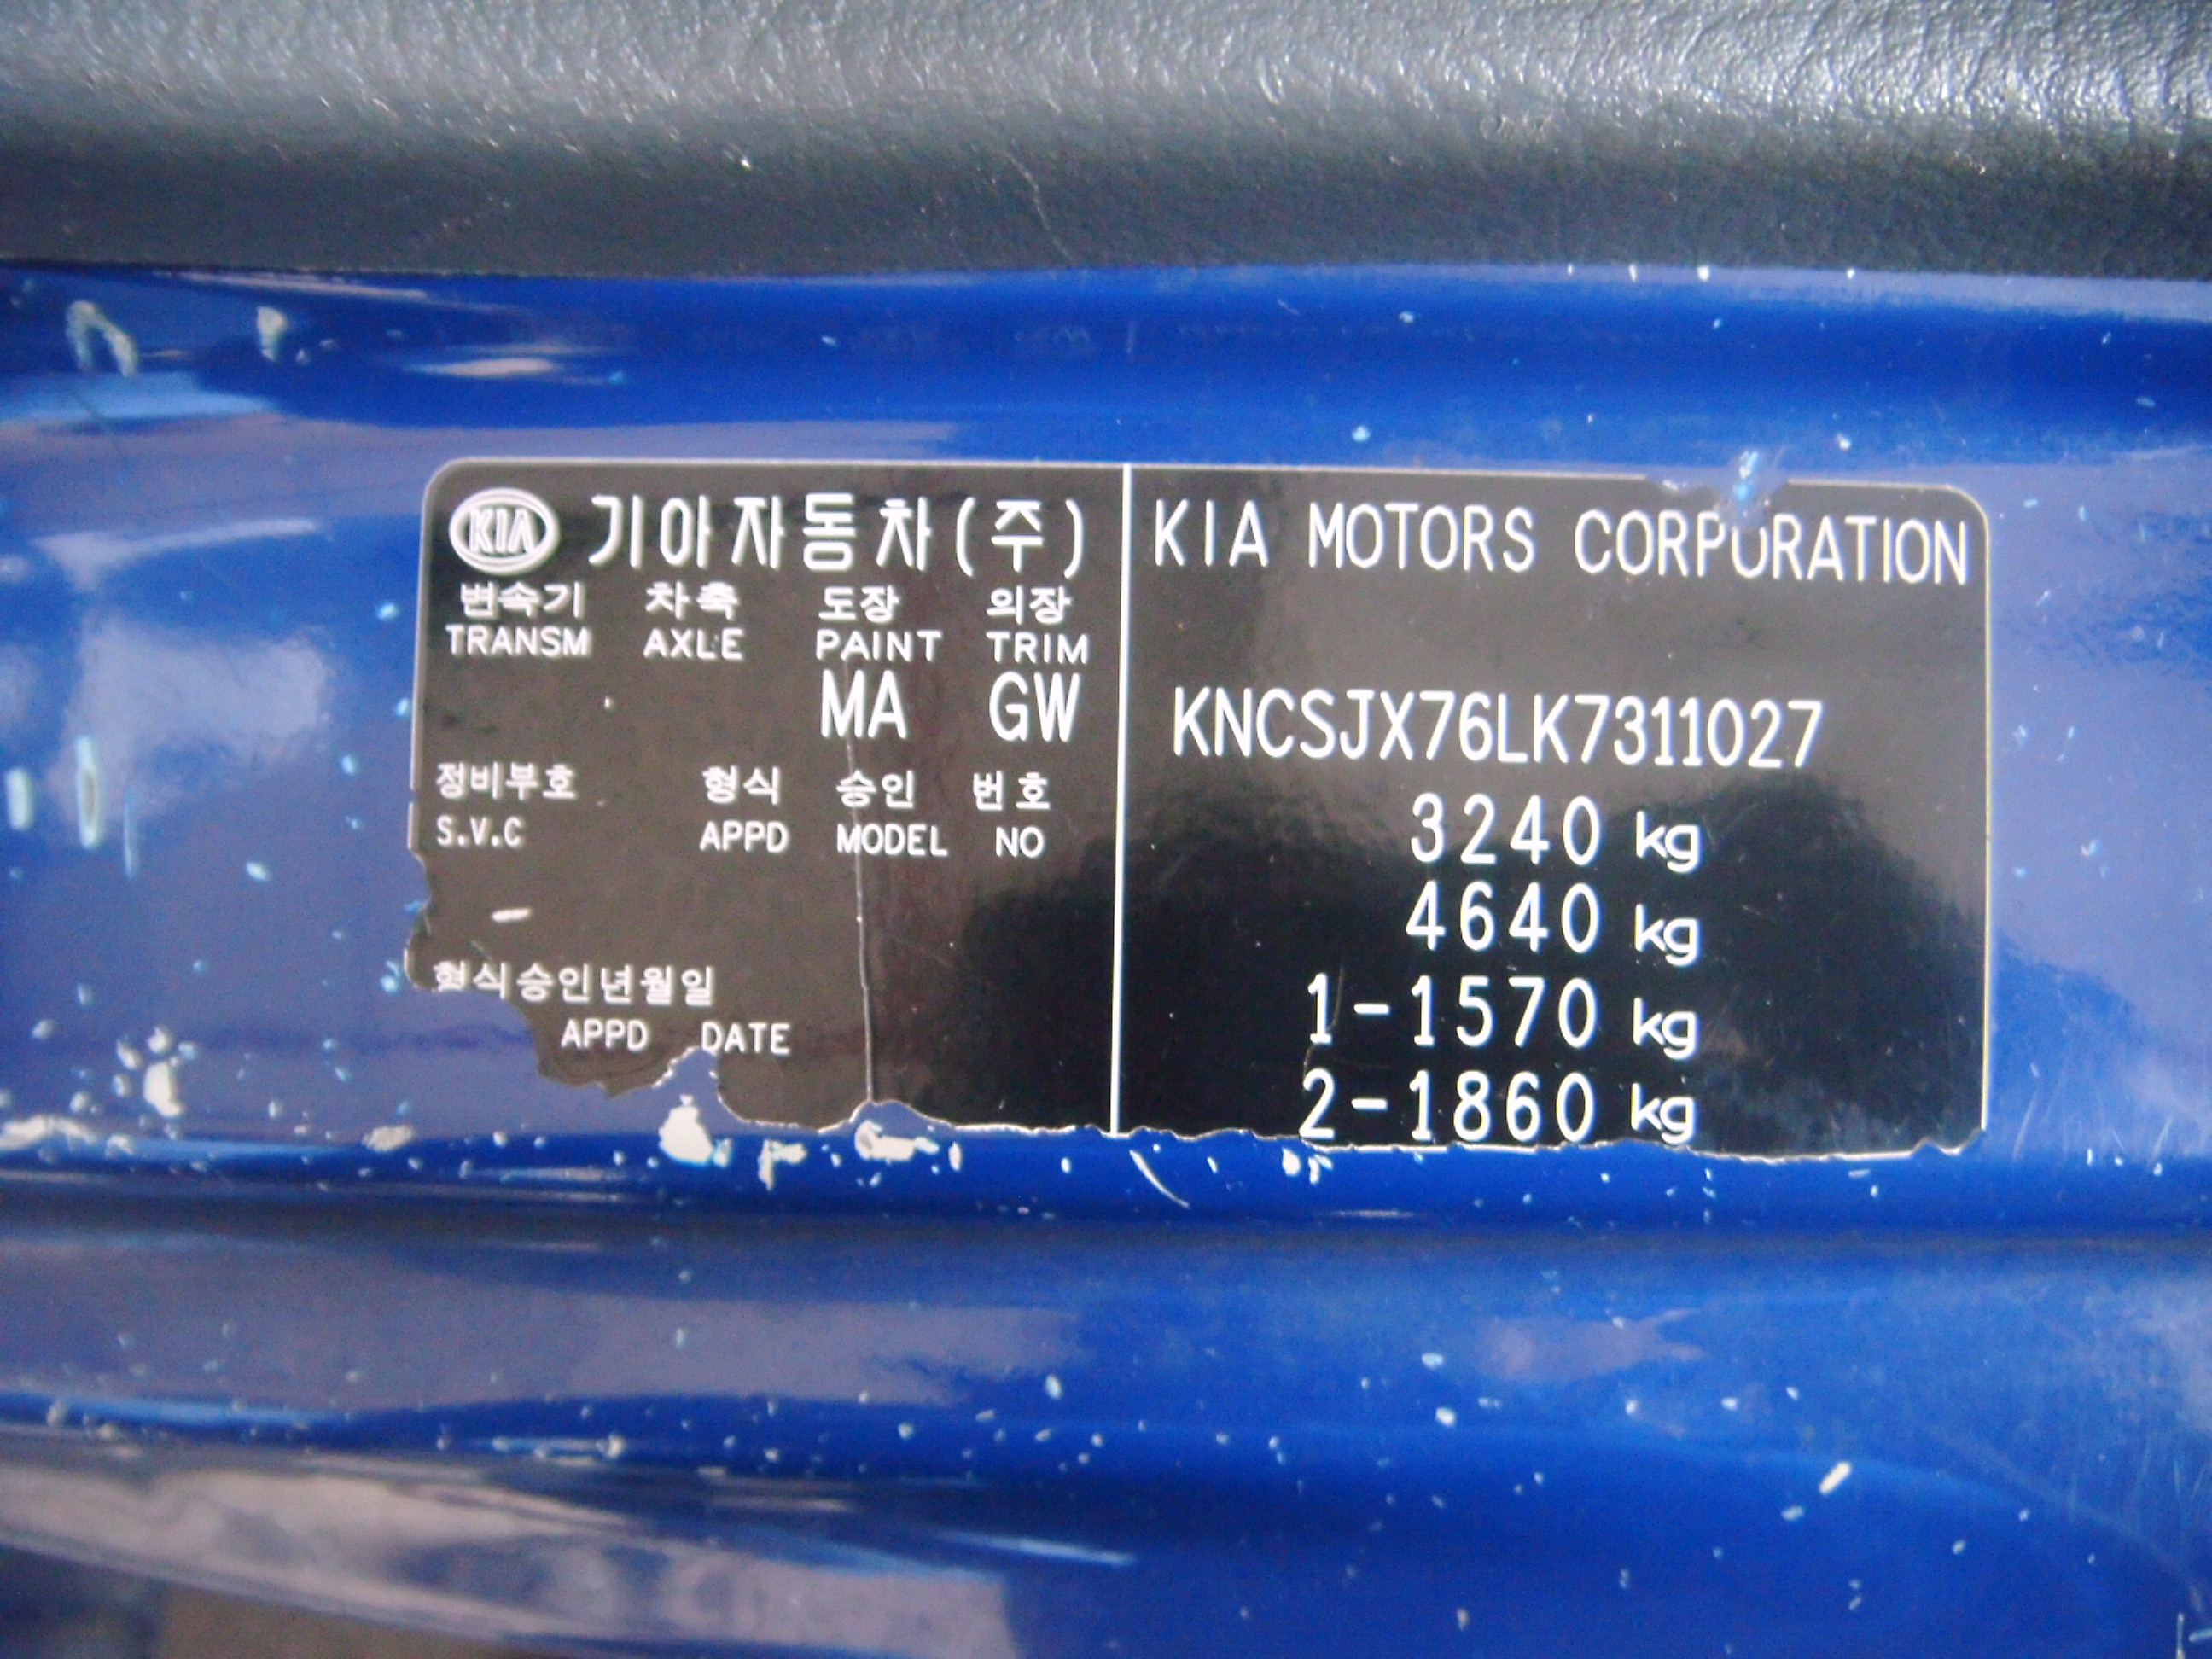 KIA 기아자동차(주)
변속기 차축 도장 의장
TRANSM AXLE PAINT TRIM
MA GW
정비부호 형식 승인 번호
S.V.C APPD MODEL NO
형식승인년월일
APPD DATE
KIA MOTORS CORPORATION
KNCSJX76LK7311027
3240 kg
4640 kg
1-1570 kg
2-1860 kg